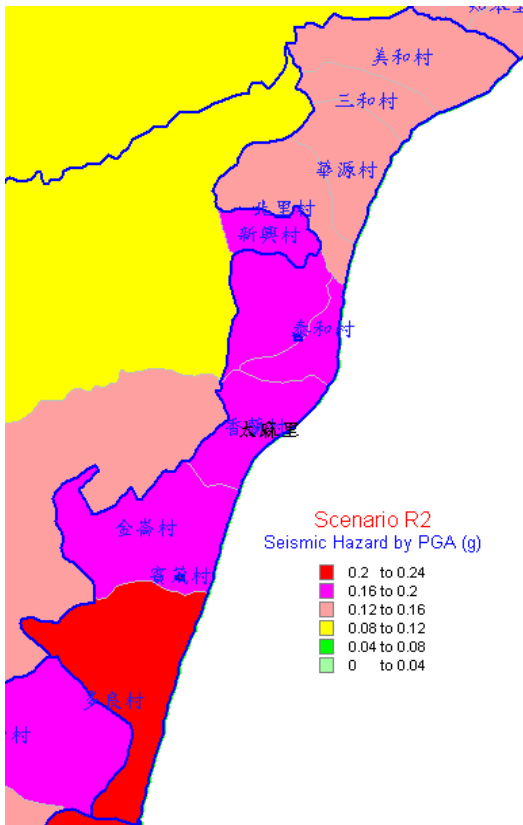 美和村
三和村
華源村
北里村
新興村
泰和村
太麻里
金崙村
賓茂村
多良村
村
Scenario R2
Seismic Hazard by PGA (g)
0.2 to 0.24
0.16 to 0.2
0.12 to 0.16
0.08 to 0.12
0.04 to 0.08
0 to 0.04